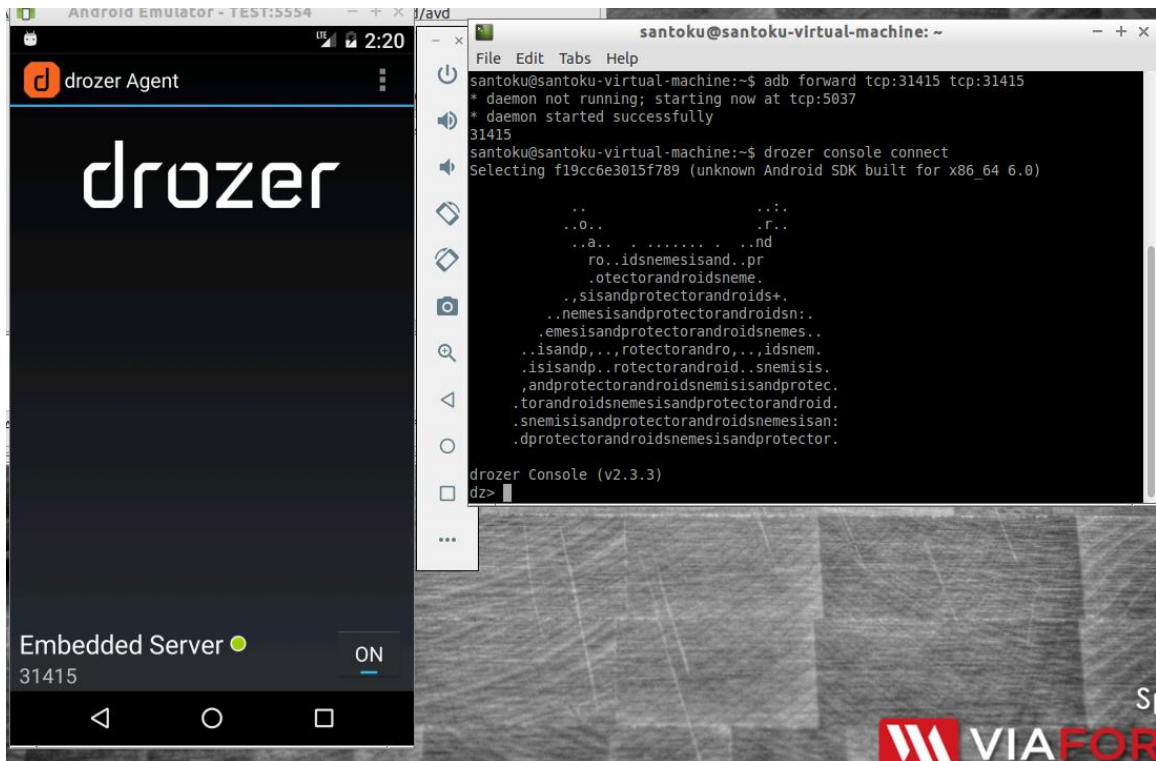 Android Emulator - TEST:5554
/avd
2:20
drozer Agent
drozer
Embedded Server
31415
ON
santoku@santoku-virtual-machine: ~
File Edit Tabs Help
santoku@santoku-virtual-machine:~$ adb forward tcp:31415 tcp:31415
* daemon not running; starting now at tcp:5037
* daemon started successfully
31415
santoku@santoku-virtual-machine:~$ drozer console connect
Selecting f19cc6e3015f789 (unknown Android SDK built for x86_64 6.0)
.. ..:.
..o.. .r..
..a.. . ....... . ..nd
ro..idsnemesisand..pr
.otectorandroidsneme.
.,sisandprotectorandroids+.
..nemesisandprotectorandroidsn:.
.emesisandprotectorandroidsnemes..
..isandp,..,rotectorandro,..,idsnem.
.isisandp..rotectorandroid..snemisis.
,andprotectorandroidsnemisisandprotec.
.torandroidsnemesisandprotectorandroid.
.snemisisandprotectorandroidsnemesisan:
.dprotectorandroidsnemesisandprotector.
drozer Console (v2.3.3)
dz>
Sp
VIAFOR